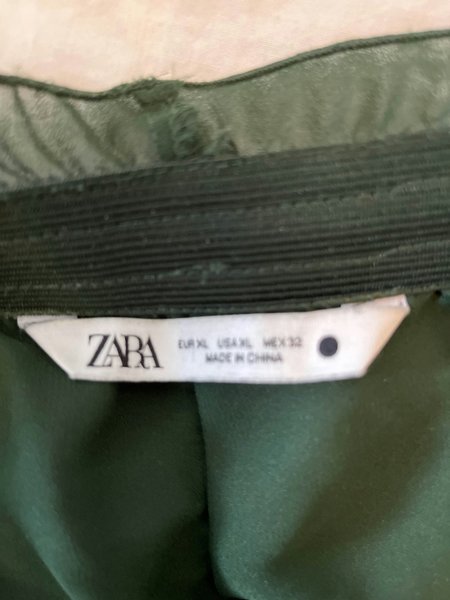 ZARA
EUR XL USA XL MEX 32
MADE IN CHINA